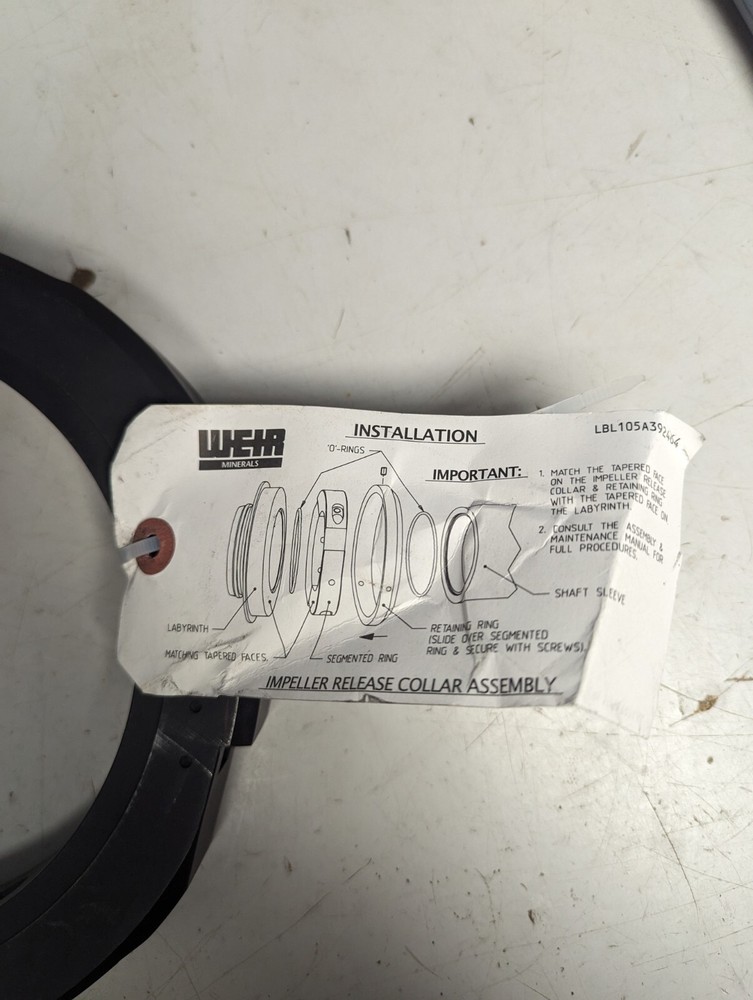 WEIR
MINERALS
INSTALLATION
LBL105A392464
'O'-RINGS
IMPORTANT:
1. MATCH THE TAPERED FACE
ON THE IMPELLER RELEASE
COLLAR & RETAINING RING
WITH THE TAPERED FACE ON
THE LABYRINTH.
2. CONSULT THE ASSEMBLY &
MAINTENANCE MANUAL FOR
FULL PROCEDURES.
SHAFT SLEEVE
LABYRINTH
RETAINING RING
(SLIDE OVER SEGMENTED
RING & SECURE WITH SCREWS).
MATCHING TAPERED FACES.
SEGMENTED RING
IMPELLER RELEASE COLLAR ASSEMBLY